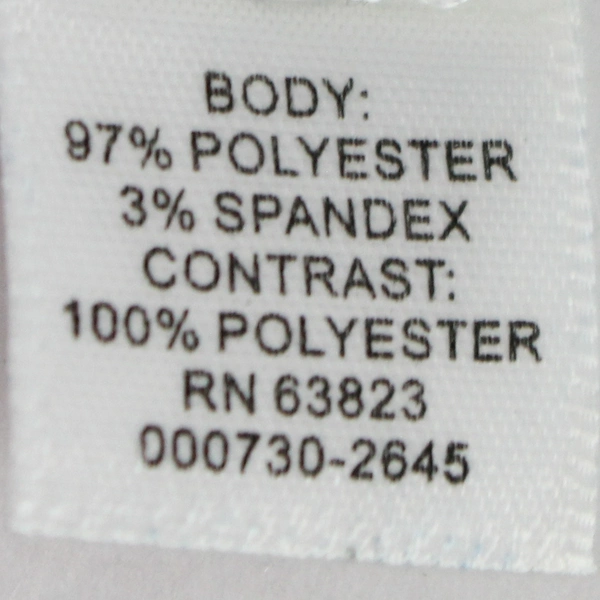 BODY:
97% POLYESTER
3% SPANDEX
CONTRAST:
100% POLYESTER
RN 63823
000730-2645